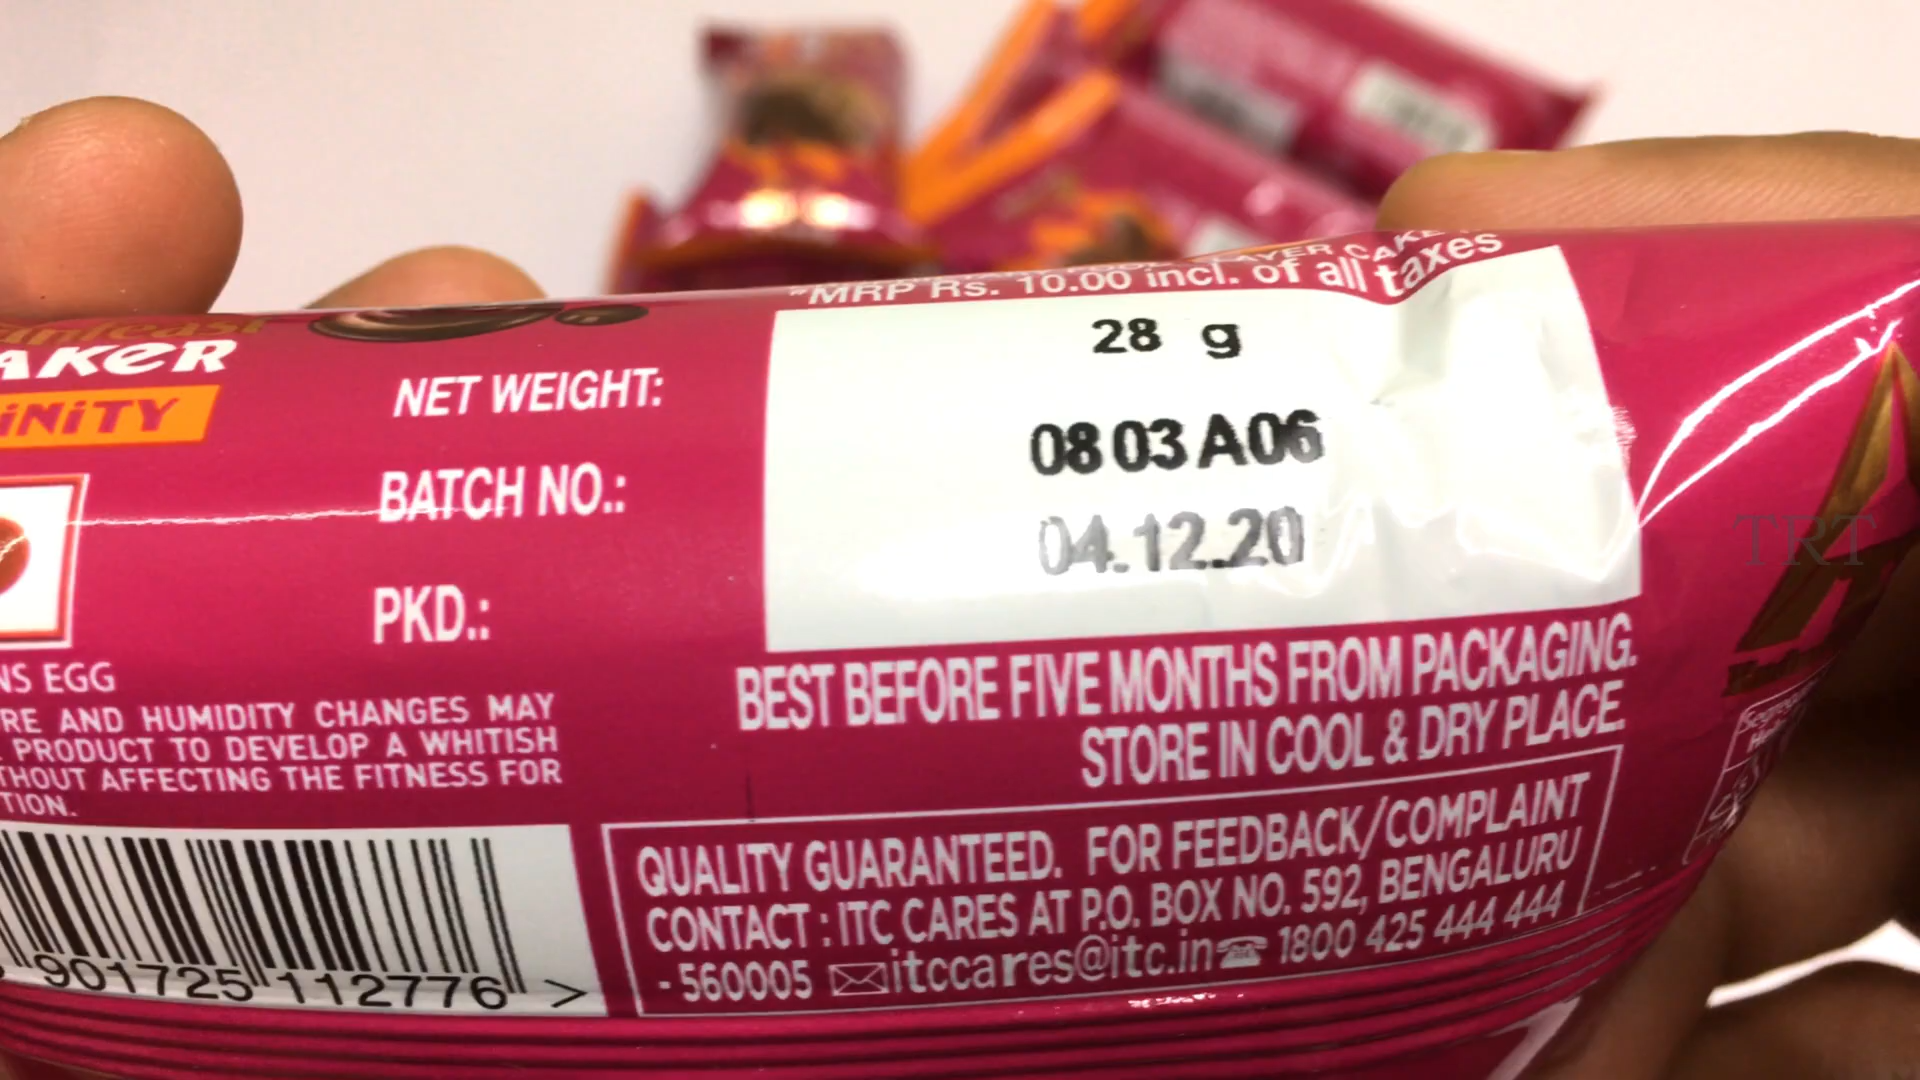 AKER
iNiTY
*MRP Rs. 10.00 incl. of all taxes
NET WEIGHT: 28 g
BATCH NO.: 08 03 A06
PKD.: 04.12.20
BEST BEFORE FIVE MONTHS FROM PACKAGING.
STORE IN COOL & DRY PLACE.
NS EGG
RE AND HUMIDITY CHANGES MAY
PRODUCT TO DEVELOP A WHITISH
THOUT AFFECTING THE FITNESS FOR
TION.
901725 112776 >
QUALITY GUARANTEED. FOR FEEDBACK/COMPLAINT
CONTACT : ITC CARES AT P.O. BOX NO. 592, BENGALURU
- 560005 itccares@itc.in 1800 425 444 444
TRT